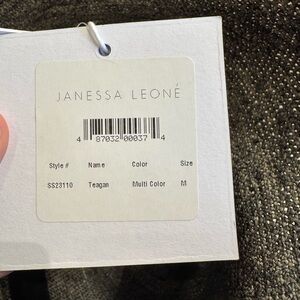 JANESSA LEONÉ
4 87032 00037 4
Style # Name Color Size
SS23110 Teagan Multi Color M